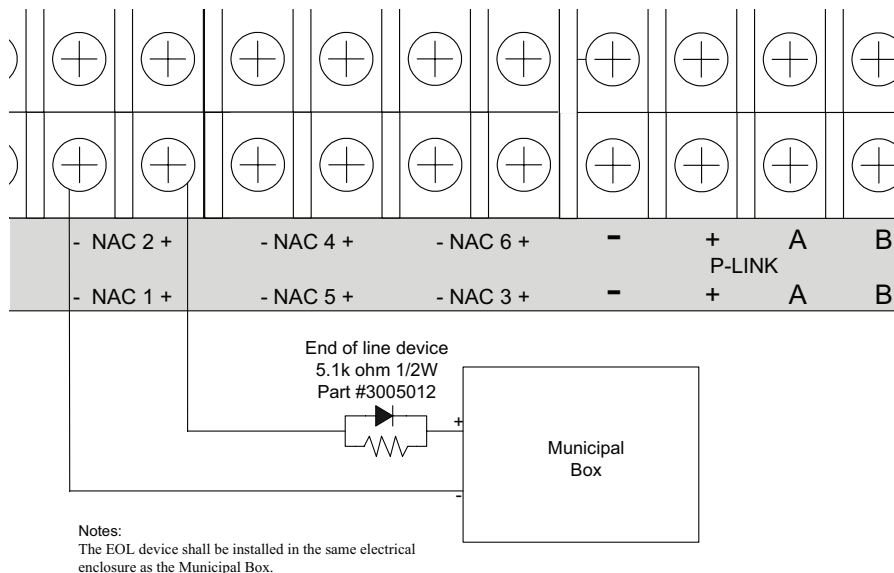 - NAC 2 + - NAC 4 + - NAC 6 + - + A B
P-LINK
- NAC 1 + - NAC 5 + - NAC 3 + - + A B
End of line device
5.1k ohm 1/2W
Part #3005012
+
Municipal
Box
-
Notes:
The EOL device shall be installed in the same electrical
enclosure as the Municipal Box.